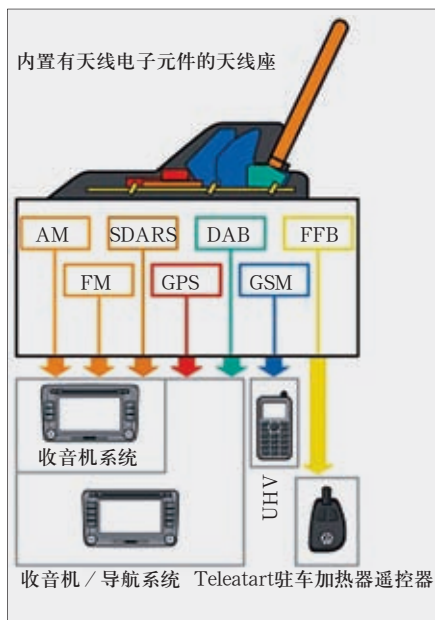 内置有天线电子元件的天线座
AM SDARS DAB FFB
FM GPS GSM
收音机系统
UHV
收音机/导航系统 Teleatart驻车加热器遥控器